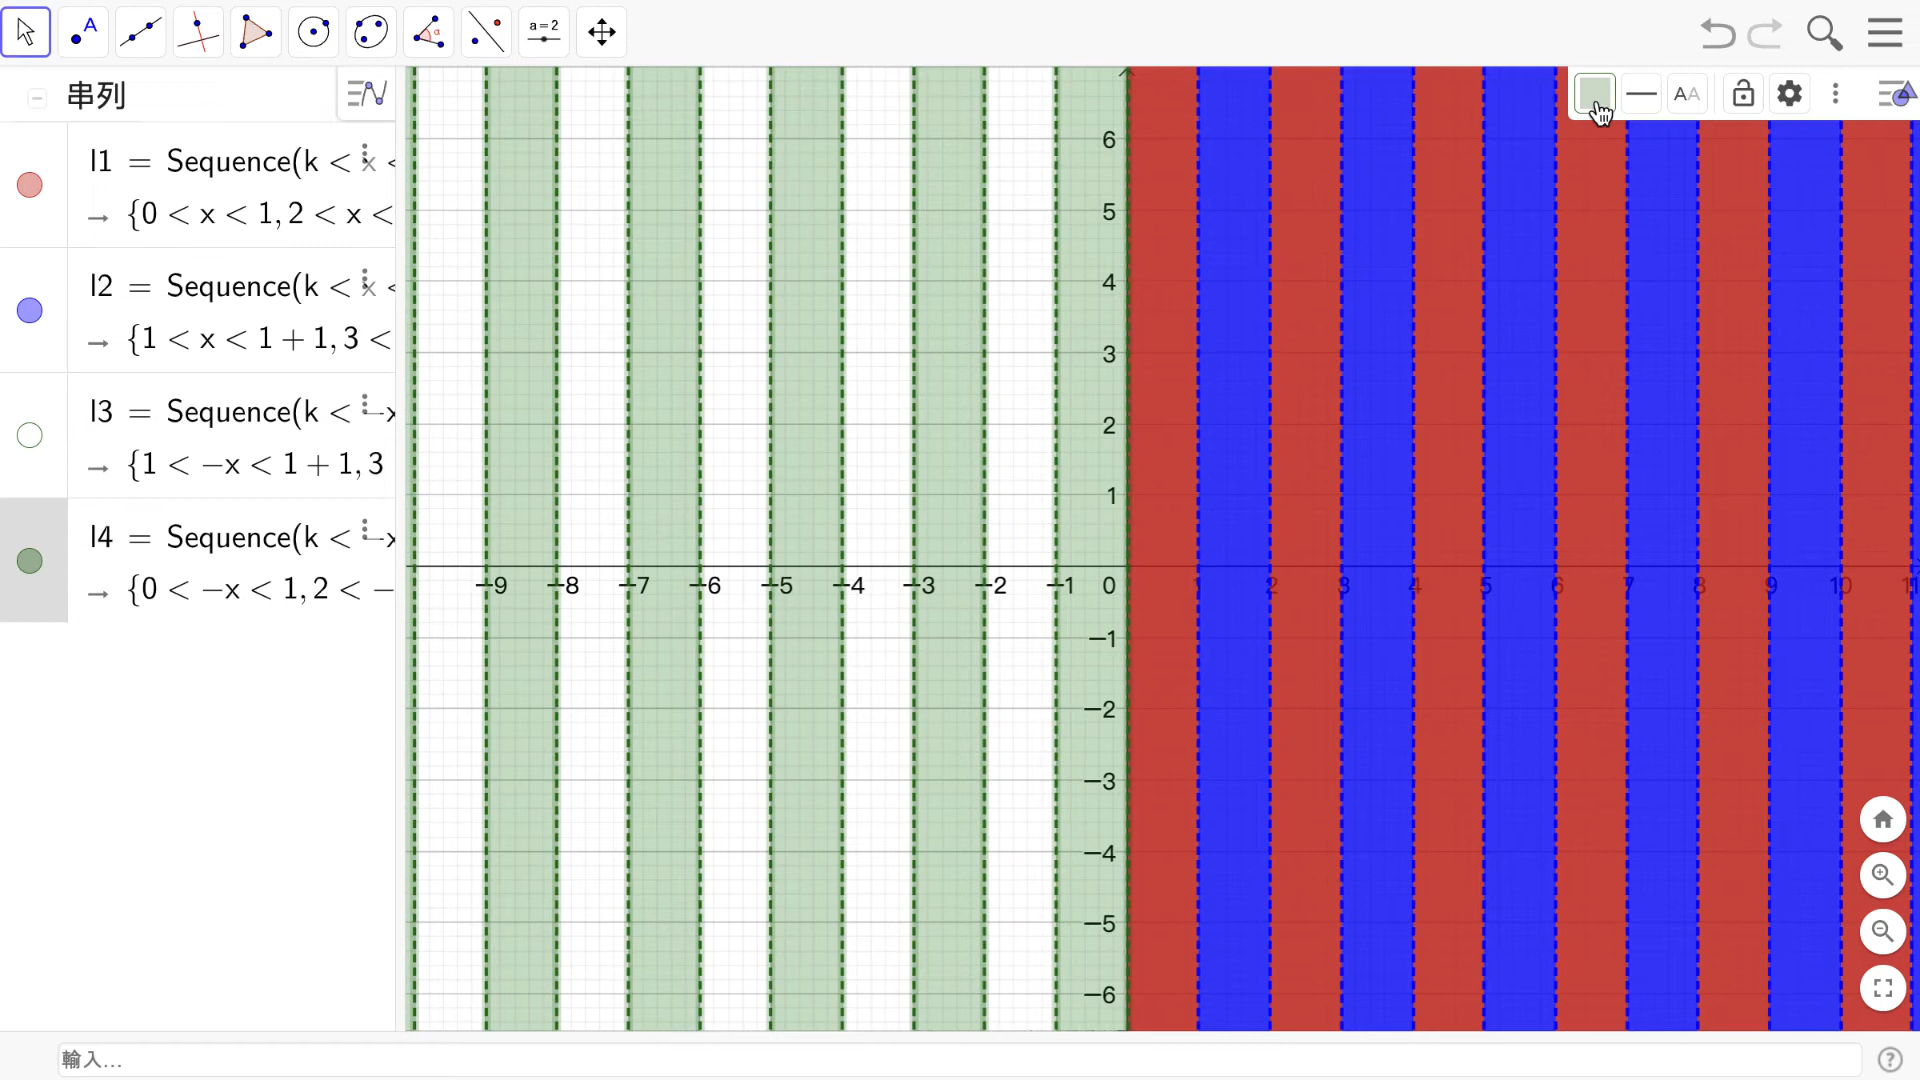 A
α
a=2
串列
AA
l1 = Sequence(k < x <
→ {0 < x < 1, 2 < x <
l2 = Sequence(k < x <
→ {1 < x < 1 + 1, 3 <
l3 = Sequence(k < −x
→ {1 < −x < 1 + 1, 3
l4 = Sequence(k < −x
→ {0 < −x < 1, 2 < −
6
5
4
3
2
1
−9 −8 −7 −6 −5 −4 −3 −2 −1 0 1 2 3 4 5 6 7 8 9 10 11
−1
−2
−3
−4
−5
−6
輸入...
?